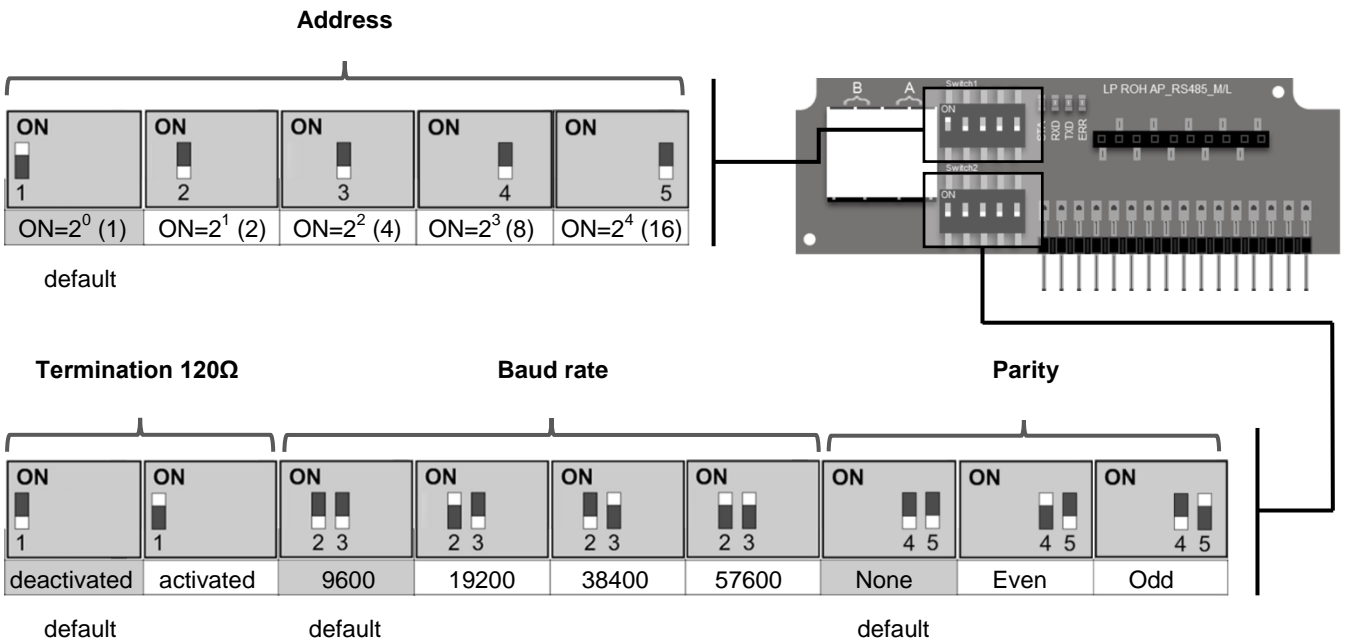 Address
ON ON ON ON ON
1 2 3 4 5
ON=2⁰ (1) ON=2¹ (2) ON=2² (4) ON=2³ (8) ON=2⁴ (16)
default
B A
Switch1
ON
STA RXD TXD ERR
LP ROH AP_RS485_M/L
Switch2
ON
Termination 120Ω Baud rate Parity
ON ON ON ON ON ON ON ON ON
1 1 2 3 2 3 2 3 2 3 4 5 4 5 4 5
deactivated activated 9600 19200 38400 57600 None Even Odd
default default default